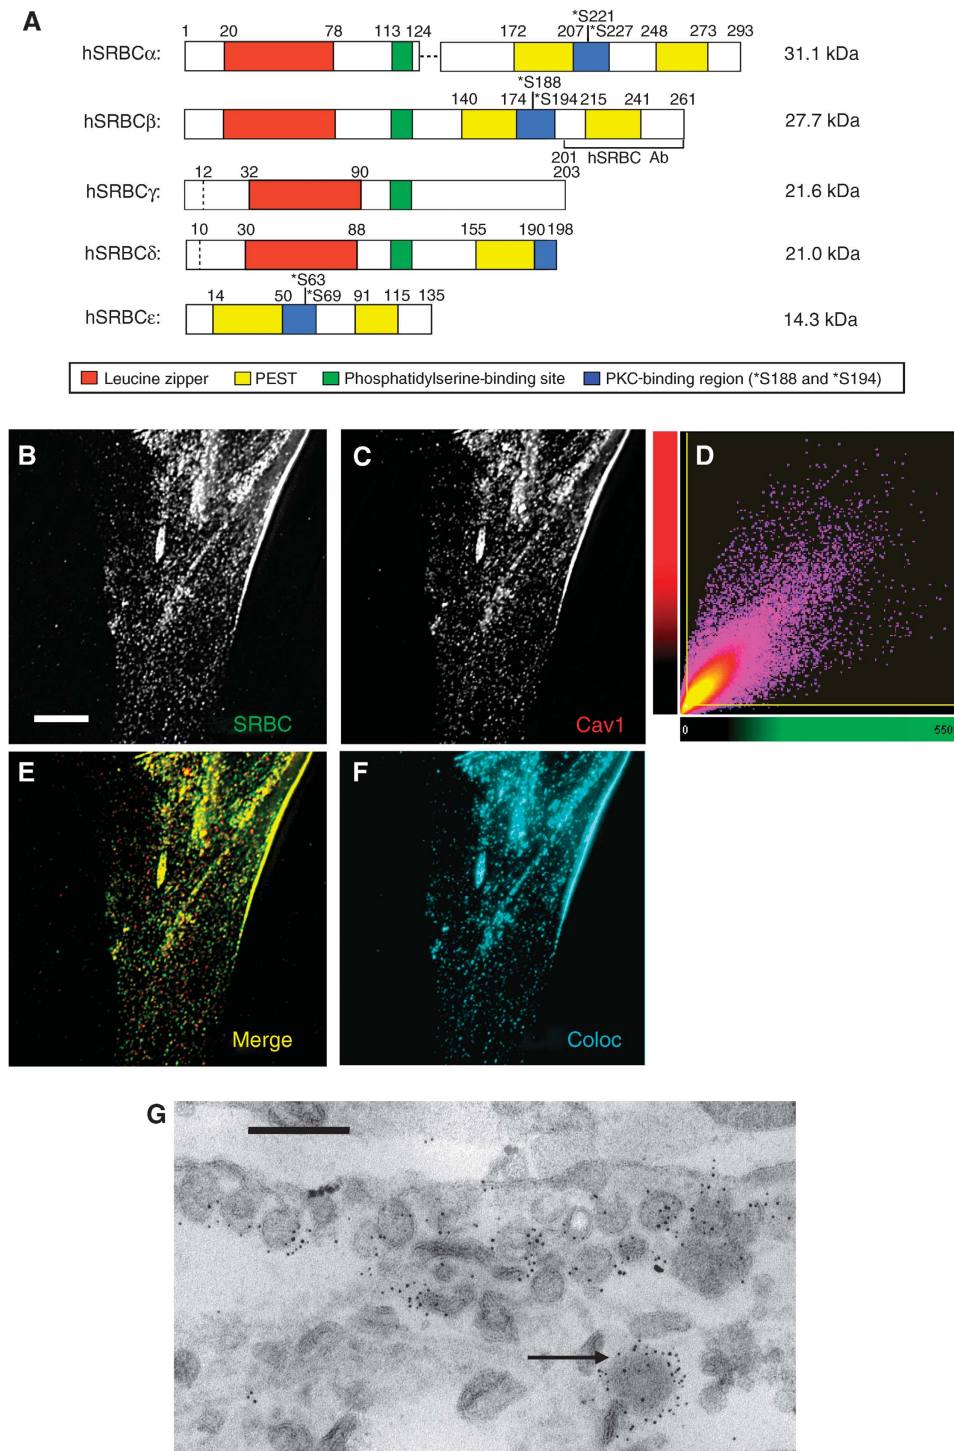 A
*S221
1 20 78 113 124 172 207 *S227 248 273 293
hSRBCα: 31.1 kDa
*S188
140 174 *S194 215 241 261
hSRBCβ: 27.7 kDa
201 hSRBC Ab
12 32 90 203
hSRBCγ: 21.6 kDa
10 30 88 155 190 198
hSRBCδ: 21.0 kDa
*S63
14 50 *S69 91 115 135
hSRBCε: 14.3 kDa
Leucine zipper PEST Phosphatidylserine-binding site PKC-binding region (*S188 and *S194)
B
SRBC
C
Cav1
D
0 550
E
Merge
F
Coloc
G